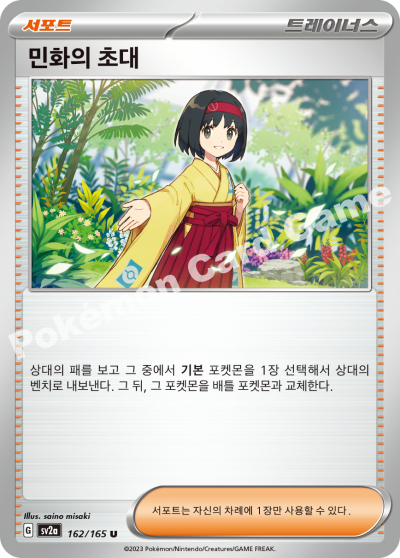 서포트
트레이너스
민화의 초대
Pokémon Card Game
상대의 패를 보고 그 중에서 기본 포켓몬을 1장 선택해서 상대의
벤치로 내보낸다. 그 뒤, 그 포켓몬을 배틀 포켓몬과 교체한다.
Illus. saino misaki
G sv2a 162/165 U
서포트는 자신의 차례에 1장만 사용할 수 있다.
©2023 Pokémon/Nintendo/Creatures/GAME FREAK.